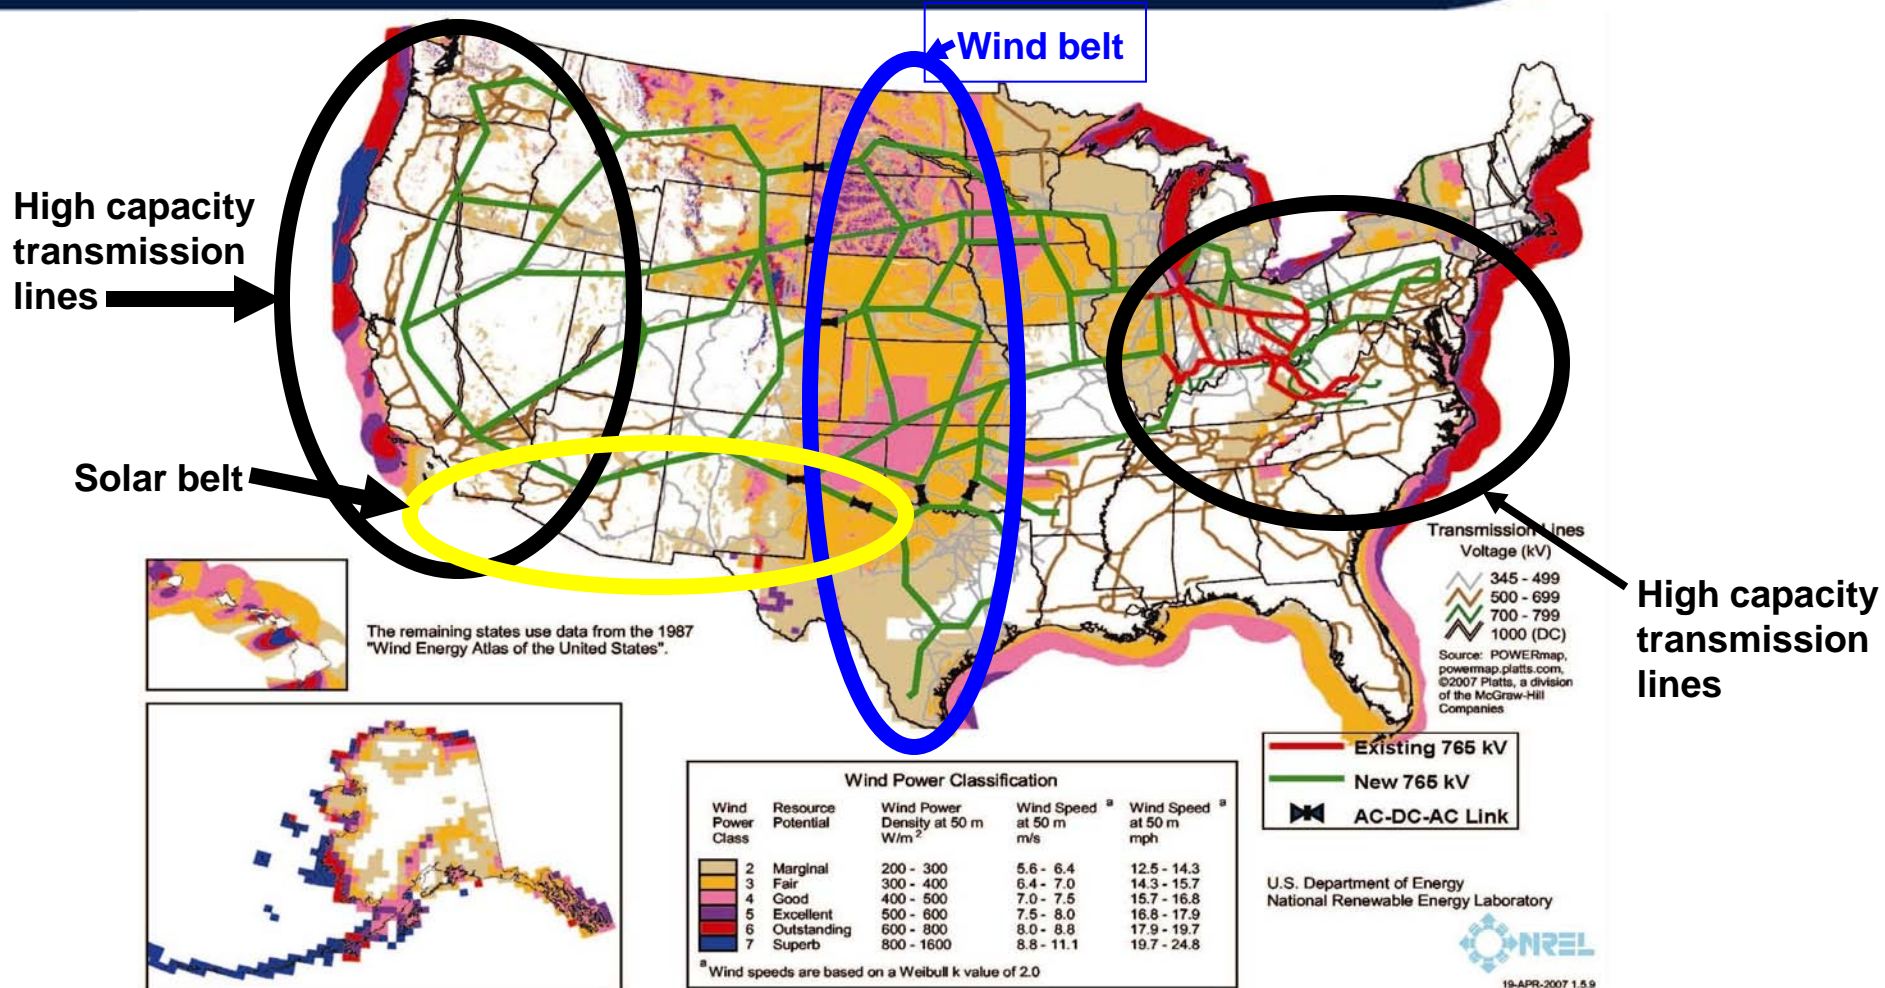 Wind belt
High capacity
transmission
lines
Solar belt
Transmission Lines
Voltage (kV)
345 - 499
500 - 699
700 - 799
1000 (DC)
Source: POWERmap,
powermap.platts.com,
©2007 Platts, a division
of the McGraw-Hill
Companies
High capacity
transmission
lines
The remaining states use data from the 1987
"Wind Energy Atlas of the United States".
Existing 765 kV
New 765 kV
AC-DC-AC Link
Wind Power Classification
Wind Resource Wind Power Wind Speed a Wind Speed a
Power Potential Density at 50 m at 50 m at 50 m
Class W/m 2 m/s mph
2 Marginal 200 - 300 5.6 - 6.4 12.5 - 14.3
3 Fair 300 - 400 6.4 - 7.0 14.3 - 15.7
4 Good 400 - 500 7.0 - 7.5 15.7 - 16.8
5 Excellent 500 - 600 7.5 - 8.0 16.8 - 17.9
6 Outstanding 600 - 800 8.0 - 8.8 17.9 - 19.7
7 Superb 800 - 1600 8.8 - 11.1 19.7 - 24.8
a Wind speeds are based on a Weibull k value of 2.0
U.S. Department of Energy
National Renewable Energy Laboratory
NREL
19-APR-2007 1.5.9